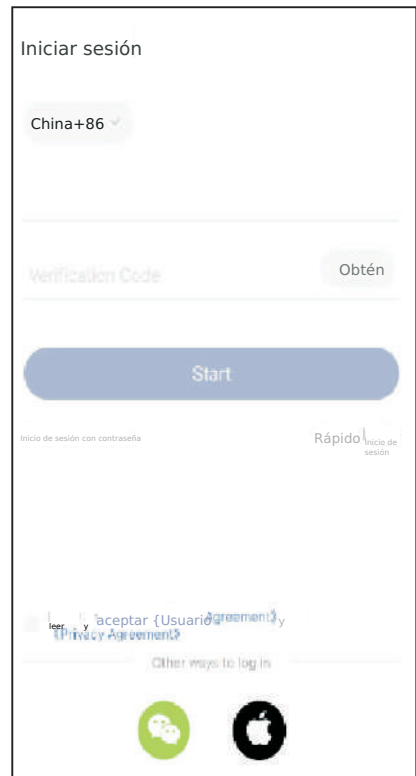 Iniciar sesión
China+86
Verification Code Obtén
Start
Inicio de sesión con contraseña Rápido Inicio de
sesión
leer y aceptar {Usuario Agreement》 y
《Privacy Agreement》
Other ways to log in